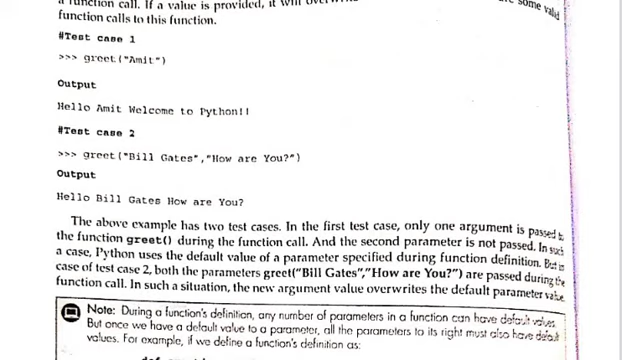 a function call. If a value is provided, it will some valid
function calls to this function.
#Test case 1
>>> greet("Amit")
Output
Hello Amit Welcome to Python!!
#Test case 2
>>> greet("Bill Gates","How are You?")
Output
Hello Bill Gates How are You?
The above example has two test cases. In the first test case, only one argument is passed to
the function greet() during the function call. And the second parameter is not passed. In such
a case, Python uses the default value of a parameter specified during function definition. But in
case of test case 2, both the parameters greet("Bill Gates","How are You?") are passed during the
function call. In such a situation, the new argument value overwrites the default parameter value.
Note: During a function's definition, any number of parameters in a function can have default values.
But once we have a default value to a parameter, all the parameters to its right must also have default
values. For example, if we define a function's definition as: